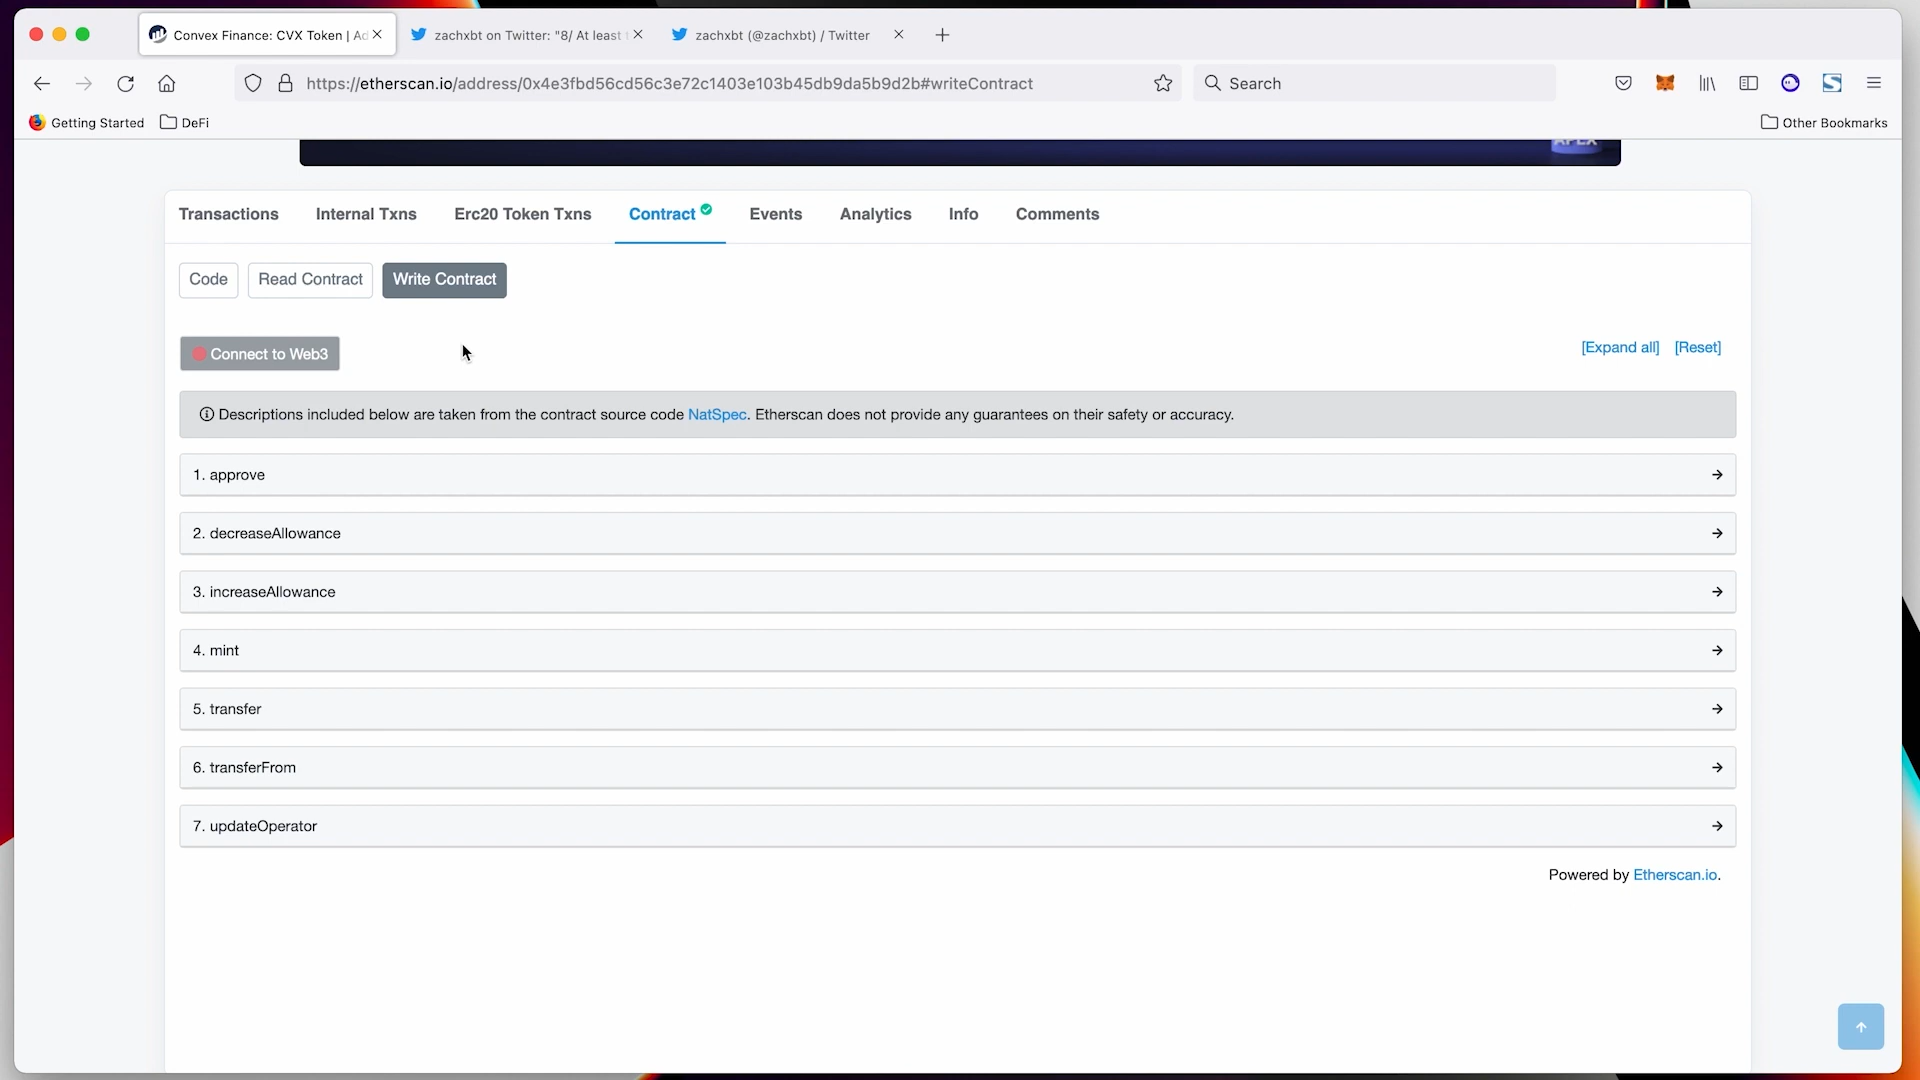 Convex Finance: CVX Token | Ad
zachxbt on Twitter: "8/ At least
zachxbt (@zachxbt) / Twitter
https://etherscan.io/address/0x4e3fbd56cd56c3e72c1403e103b45db9da5b9d2b#writeContract
Search
Getting Started
DeFi
Other Bookmarks
APEX
Transactions
Internal Txns
Erc20 Token Txns
Contract
Events
Analytics
Info
Comments
Code
Read Contract
Write Contract
Connect to Web3
[Expand all]
[Reset]
Descriptions included below are taken from the contract source code NatSpec. Etherscan does not provide any guarantees on their safety or accuracy.
1. approve
2. decreaseAllowance
3. increaseAllowance
4. mint
5. transfer
6. transferFrom
7. updateOperator
Powered by Etherscan.io.